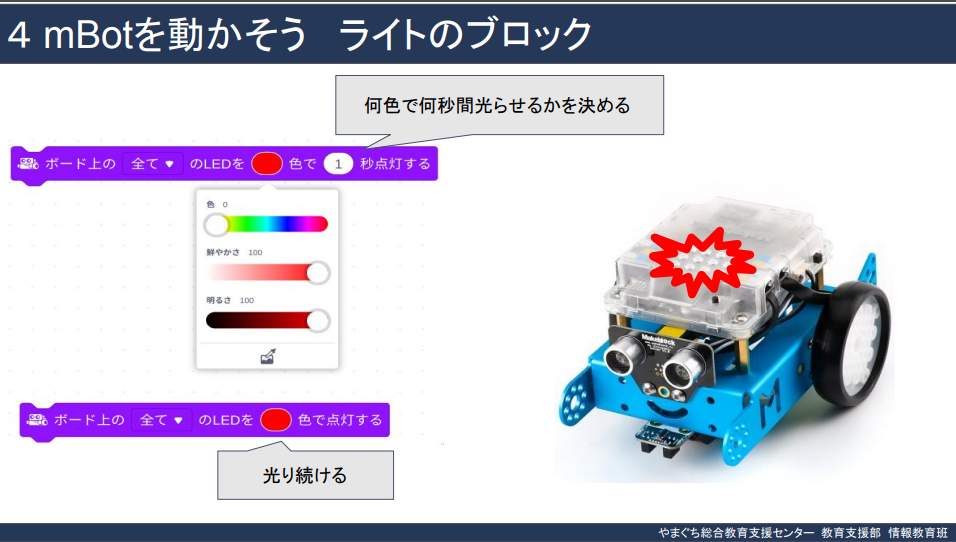 4 mBotを動かそう　ライトのブロック
何色で何秒間光らせるかを決める
ボード上の 全て ▼ のLEDを 色で 1 秒点灯する
色 0
鮮やかさ 100
明るさ 100
ボード上の 全て ▼ のLEDを 色で点灯する
光り続ける
Makeblock
M
やまぐち総合教育支援センター 教育支援部 情報教育班